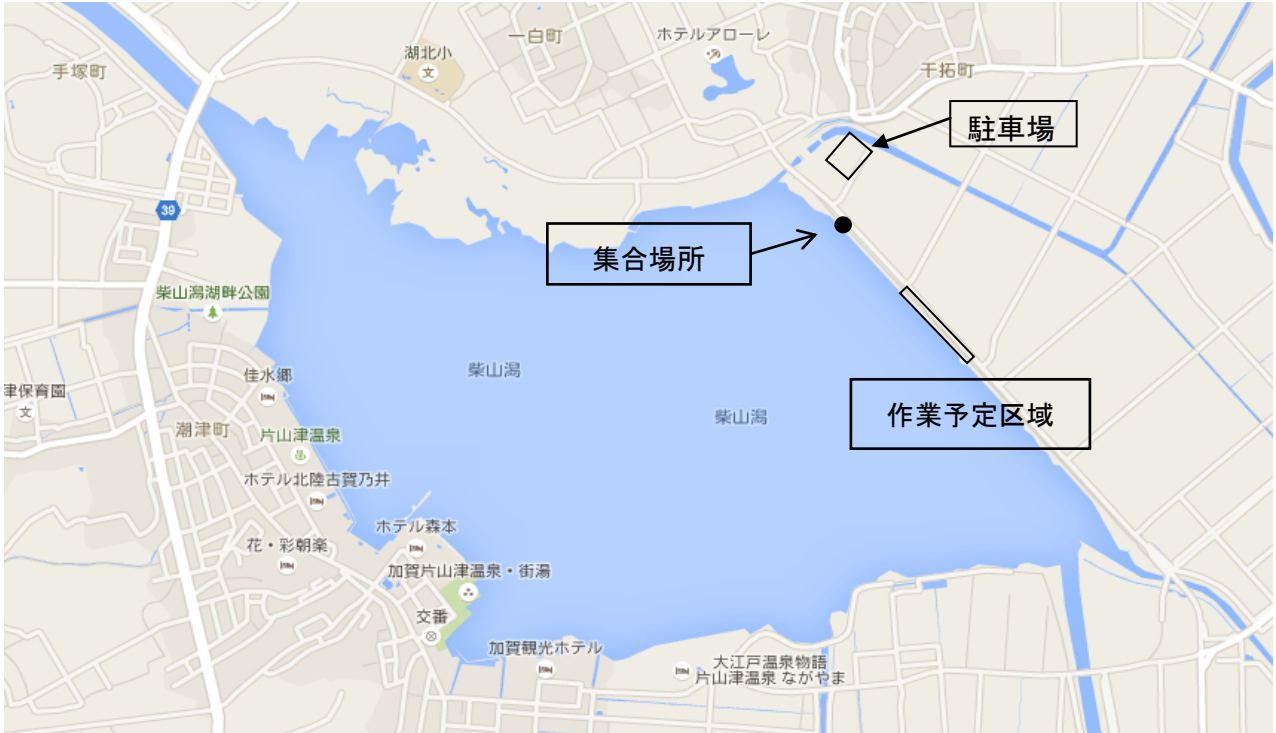 一白町
ホテルアローレ
湖北小
手塚町
干拓町
駐車場
39
集合場所
柴山潟湖畔公園
柴山潟
佳水郷
津保育園
柴山潟
作業予定区域
潮津町
片山津温泉
ホテル北陸古賀乃井
ホテル森本
花・彩朝楽
加賀片山津温泉・街湯
交番
加賀観光ホテル
大江戸温泉物語
片山津温泉 ながやま